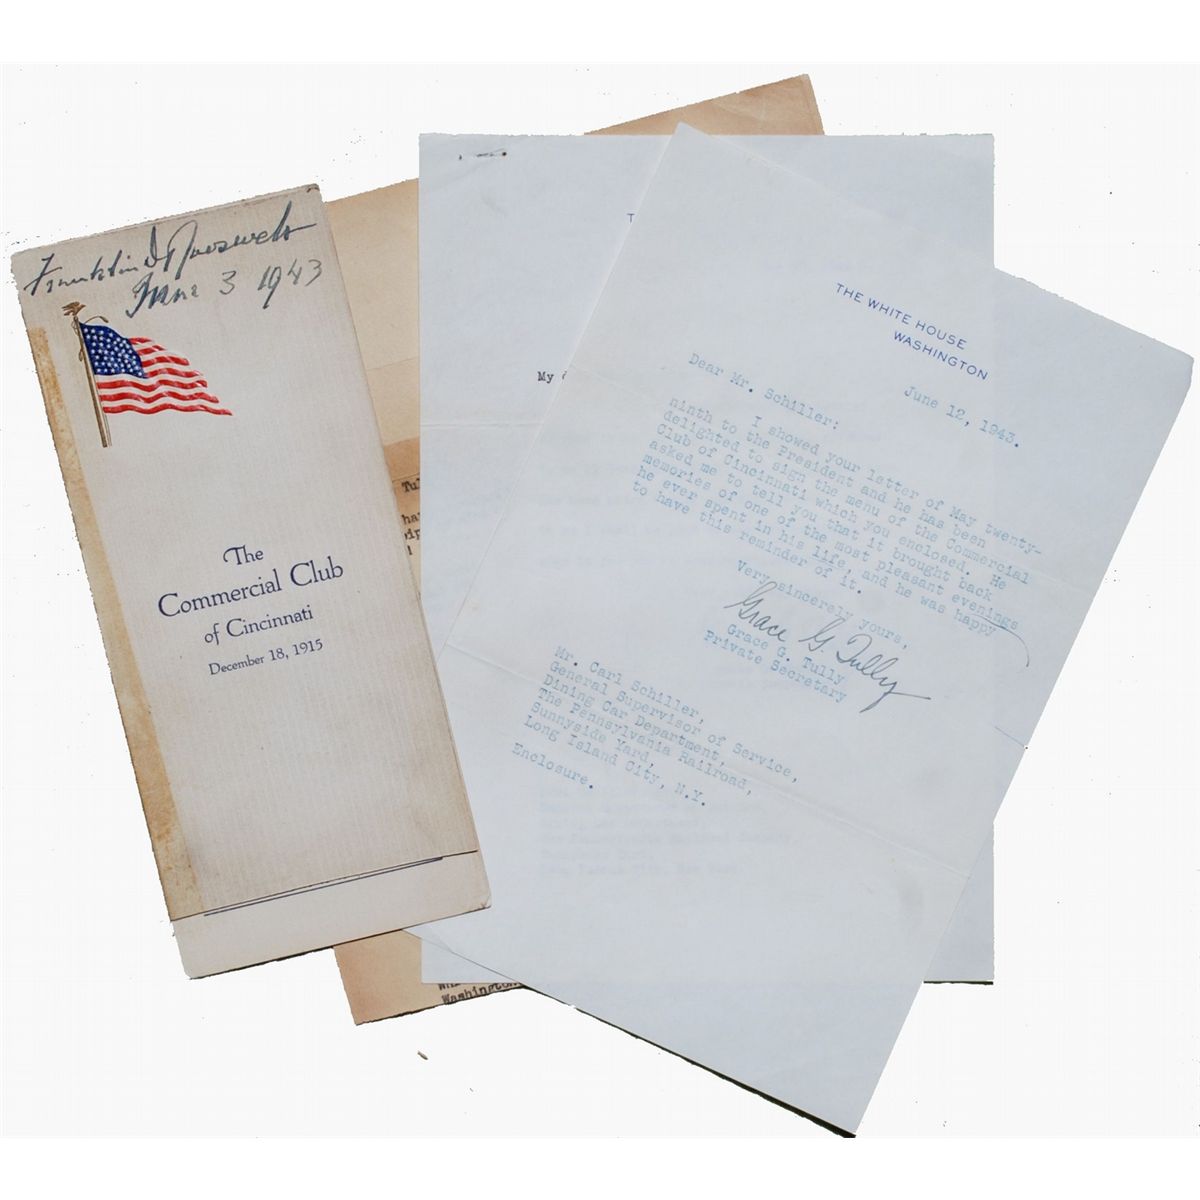 Franklin D Roosevelt
June 3 1943
The
Commercial Club
of Cincinnati
December 18, 1915
T
My d
Tul
THE WHITE HOUSE
WASHINGTON
June 12, 1943.
Dear Mr. Schiller:
I showed your letter of May twenty-
ninth to the President and he has been
delighted to sign the menu of the Commercial
Club of Cincinnati which you enclosed. He
asked me to tell you that it brought back
memories of one of the most pleasant evenings
he ever spent in his life, and he was happy
to have this reminder of it.
Very sincerely yours,
Grace G Tully
Grace G. Tully
Private Secretary
Mr. Carl Schiller,
General Supervisor of Service,
Dining Car Department,
The Pennsylvania Railroad,
Sunnyside Yard,
Long Island City, N.Y.
Enclosure.
Washington